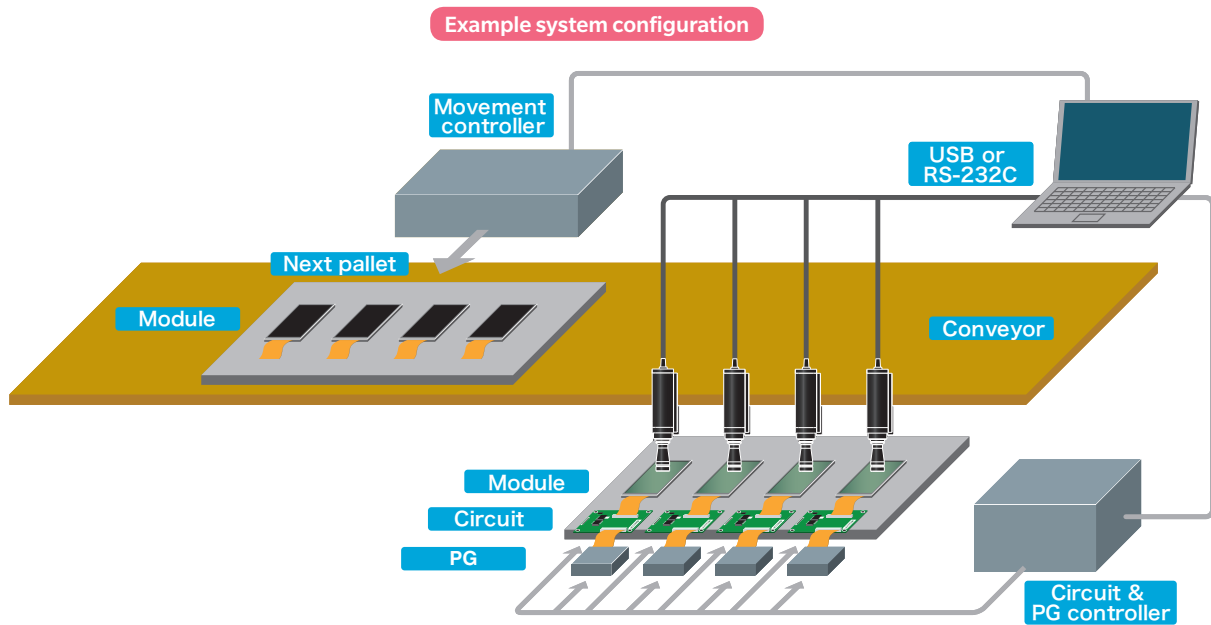 Example system configuration
Movement
controller
USB or
RS-232C
Next pallet
Module
Conveyor
Module
Circuit
PG
Circuit &
PG controller